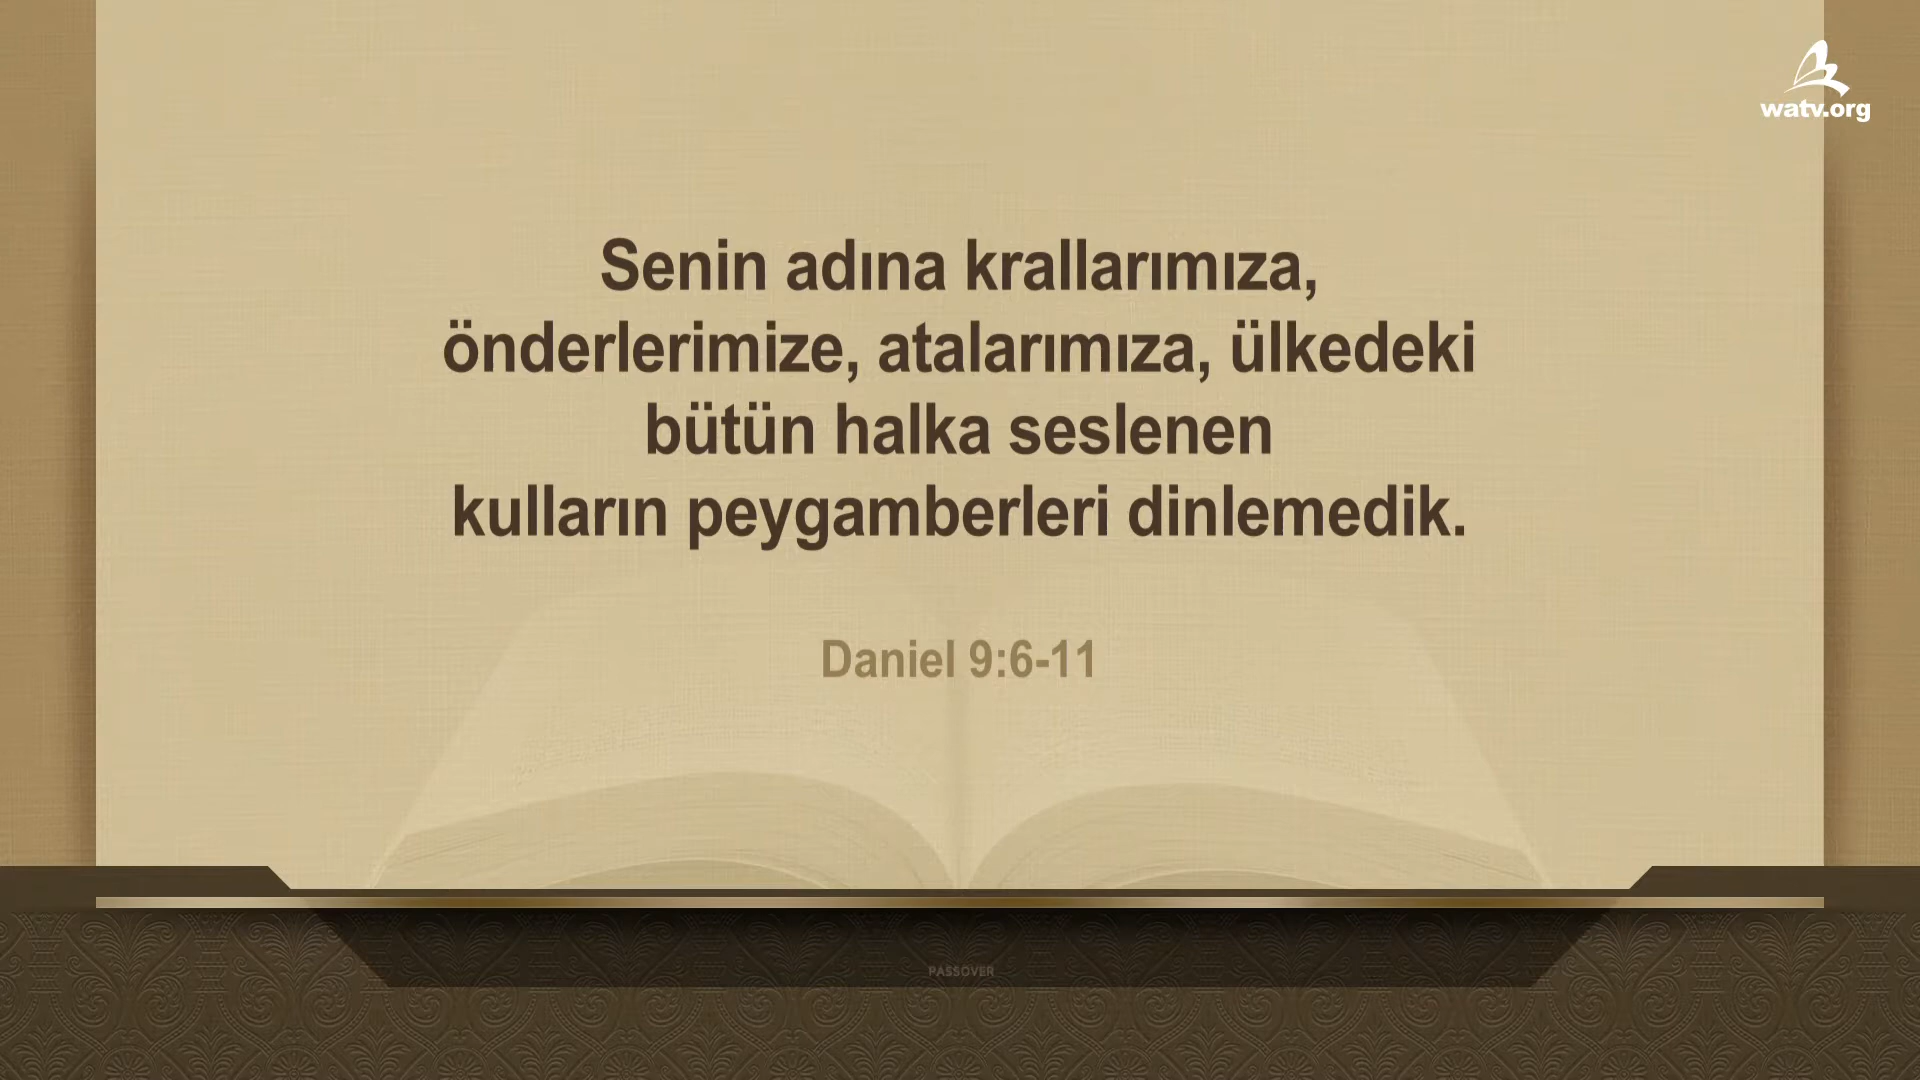 watv.org
Senin adına krallarımıza,
önderlerimize, atalarımıza, ülkedeki
bütün halka seslenen
kulların peygamberleri dinlemedik.
Daniel 9:6-11
PASSOVER